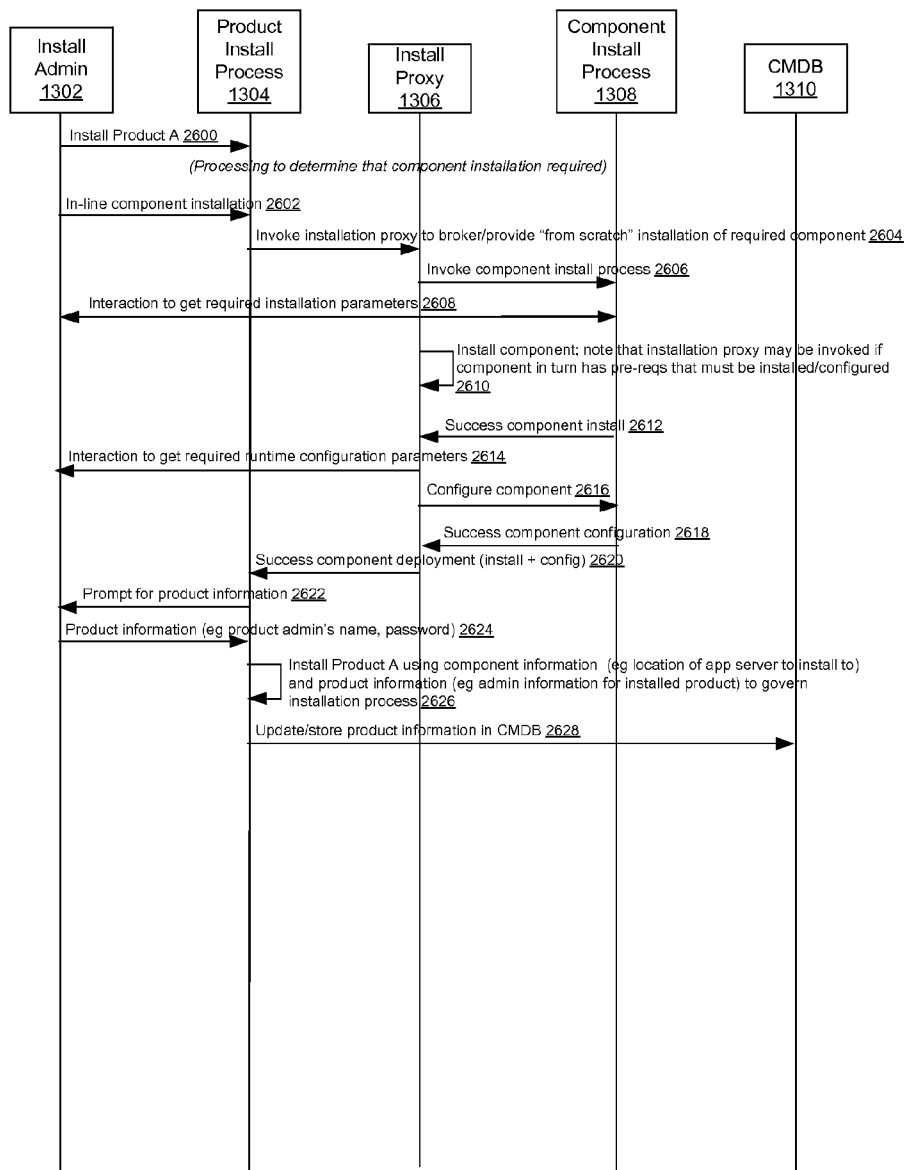 Install
Admin
1302
Product
Install
Process
1304
Install
Proxy
1306
Component
Install
Process
1308
CMDB
1310
Install Product A 2600
(Processing to determine that component installation required)
In-line component installation 2602
Invoke installation proxy to broker/provide “from scratch” installation of required component 2604
Invoke component install process 2606
Interaction to get required installation parameters 2608
Install component; note that installation proxy may be invoked if
component in turn has pre-reqs that must be installed/configured
2610
Success component install 2612
Interaction to get required runtime configuration parameters 2614
Configure component 2616
Success component configuration 2618
Success component deployment (install + config) 2620
Prompt for product information 2622
Product information (eg product admin’s name, password) 2624
Install Product A using component information (eg location of app server to install to)
and product information (eg admin information for installed product) to govern
installation process 2626
Update/store product information in CMDB 2628